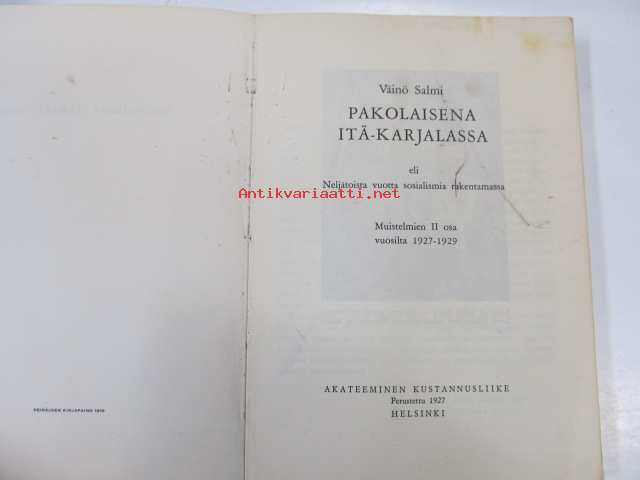 Väinö Salmi
PAKOLAISENA
ITÄ-KARJALASSA
eli
Neljätoista vuotta sosialismia rakentamassa
Antikvariaatti.net
Muistelmien II osa
vuosilta 1927-1929
AKATEEMINEN KUSTANNUSLIIKE
Perustettu 1927
HELSINKI
KIRJAPAINO